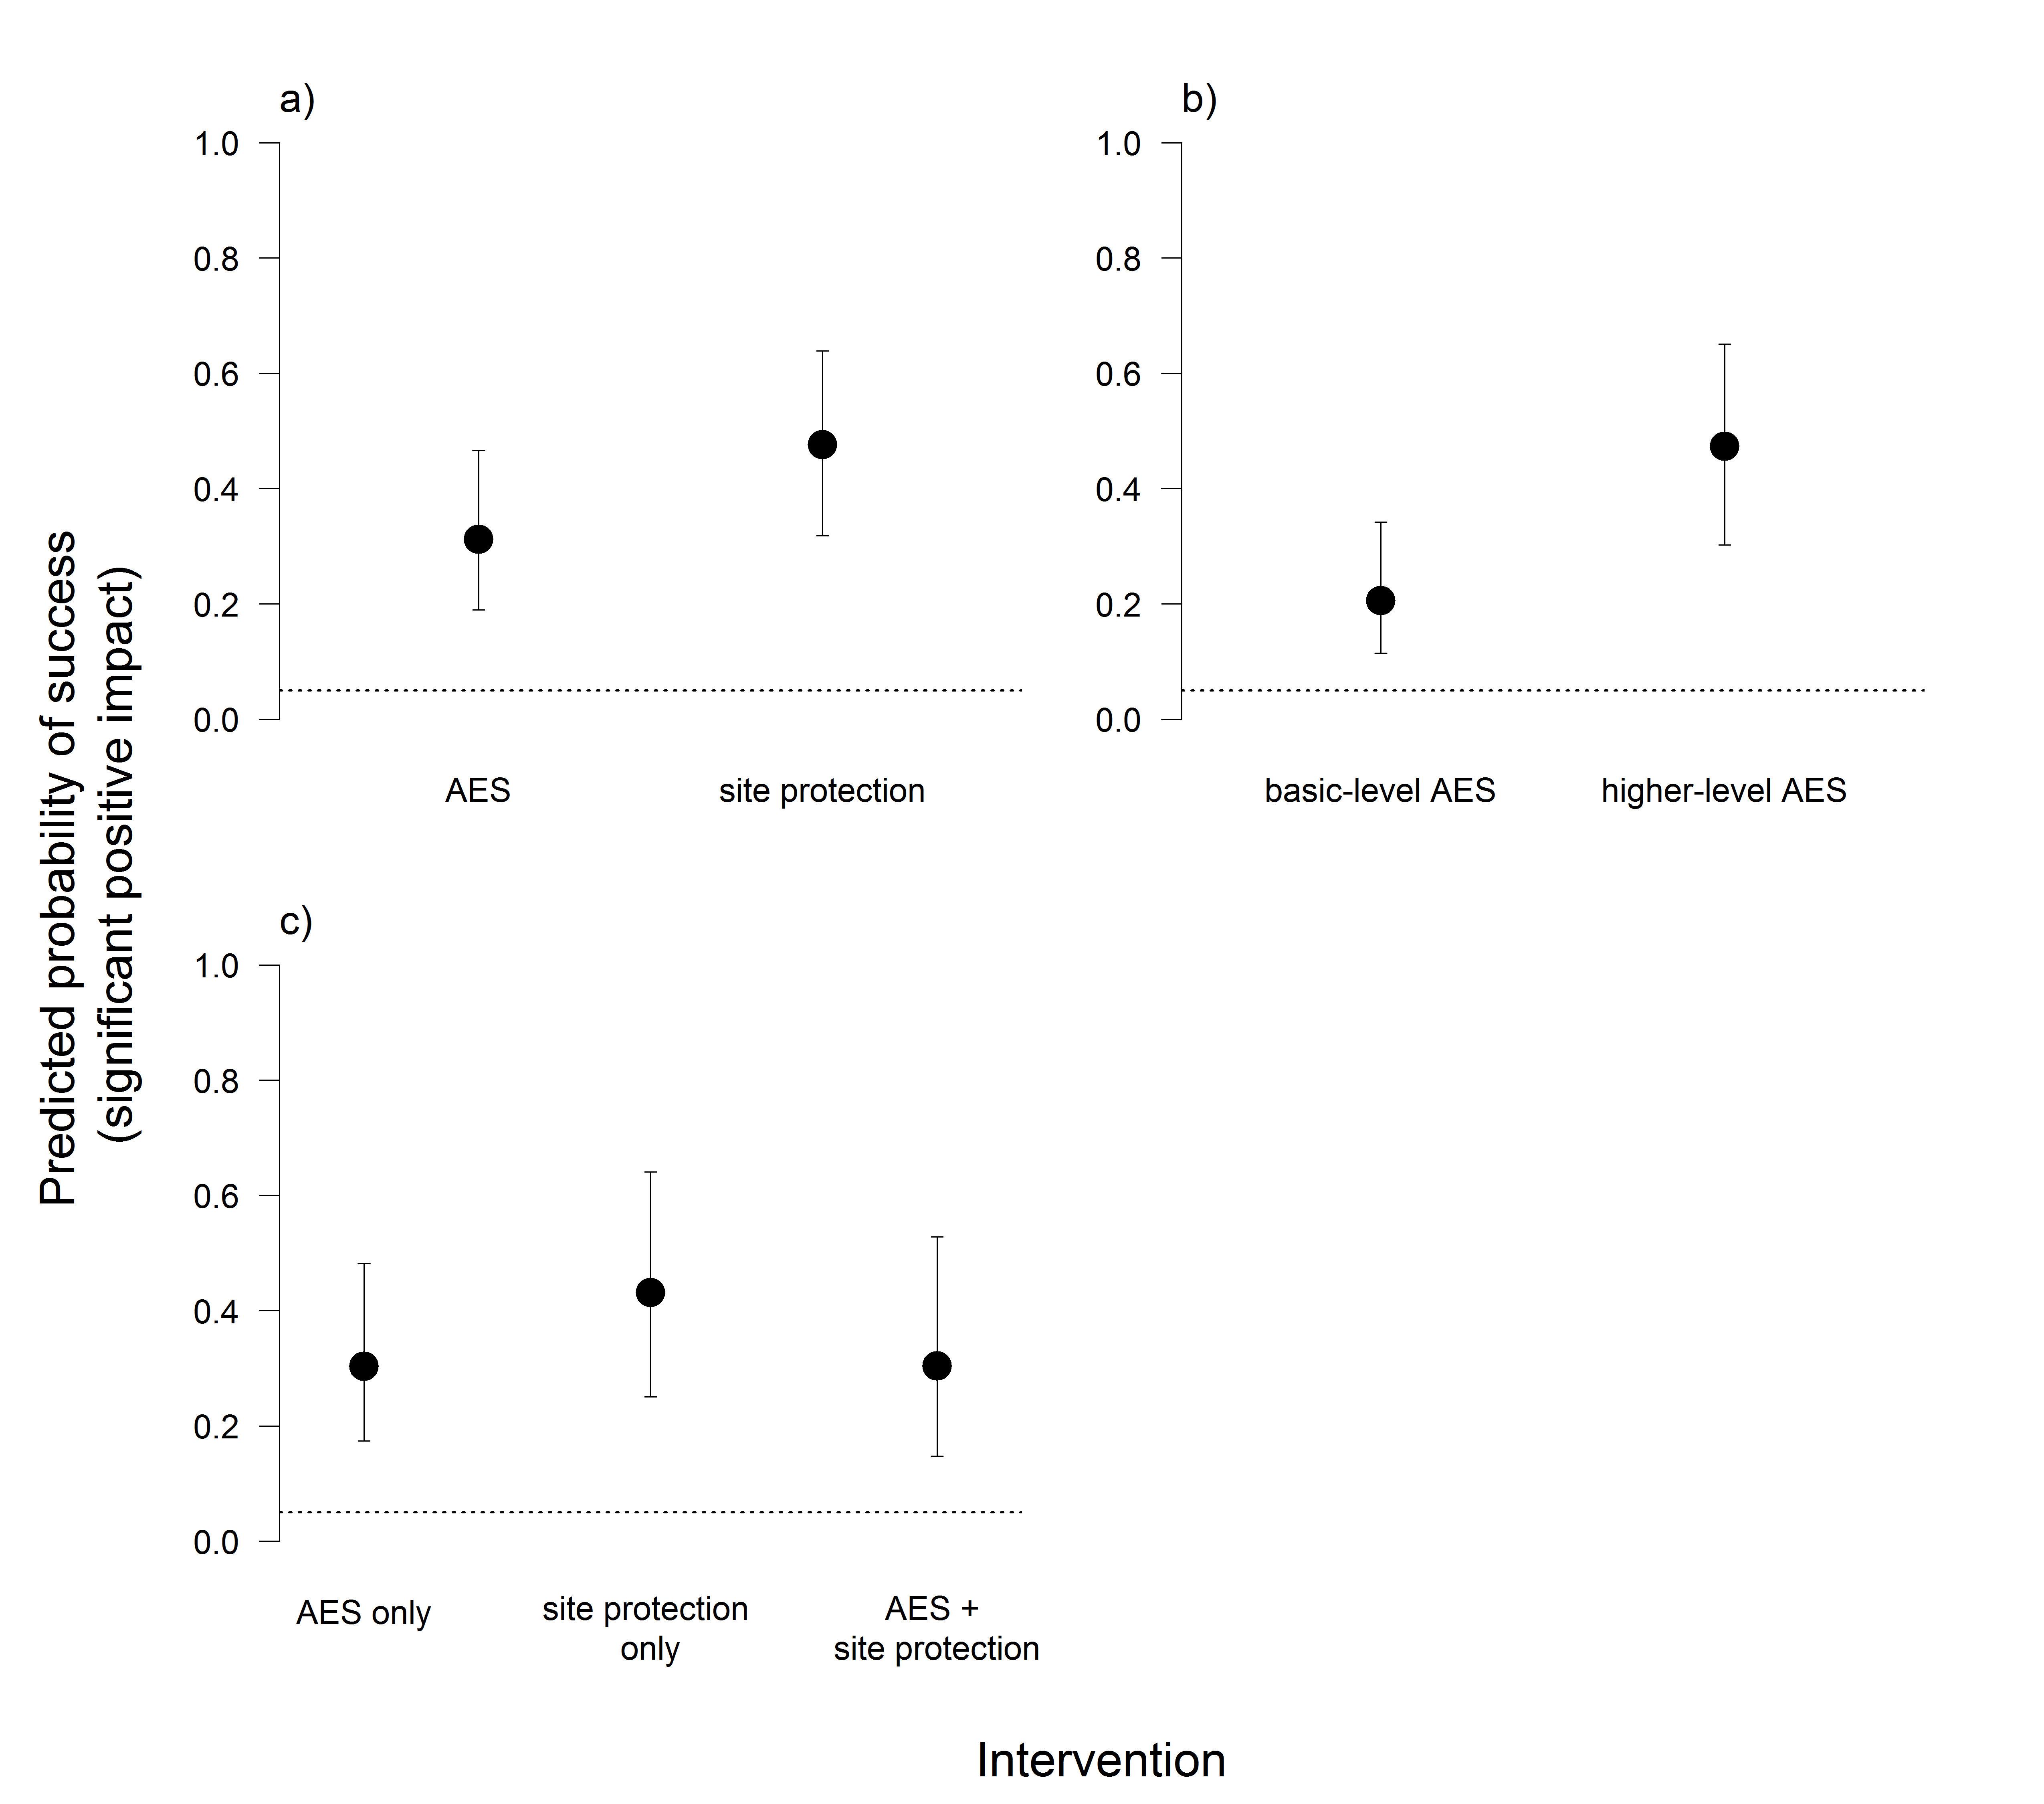 a)
1.0
0.8
0.6
0.4
0.2
0.0
AES
site protection
b)
1.0
0.8
0.6
0.4
0.2
0.0
basic-level AES
higher-level AES
Predicted probability of success
(significant positive impact)
c)
1.0
0.8
0.6
0.4
0.2
0.0
AES only
site protection
only
AES +
site protection
Intervention